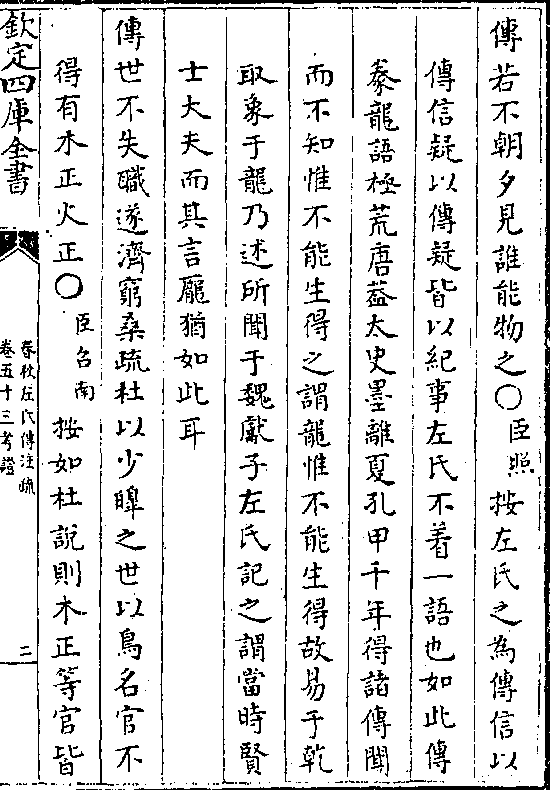 傳若不朝夕見誰能物之〇臣照按左氏之為傳信以
傳信疑以傳疑皆以紀事左氏不着一語也如此傳
豢龍語極荒唐葢太史墨離夏孔甲千年得諸傳聞
而不知惟不能生得之謂龍惟不能生得故易于乾
取象于龍乃述所聞于魏獻子左氏記之謂當時賢
士大夫而其言厖猶如此耳
傳世不失職遂濟窮桑疏杜以少皥之世以鳥名官不
得有木正火正〇臣召南按如杜說則木正等官皆
欽定四庫全書
春秋左氏傳注疏
卷五十三考證
二